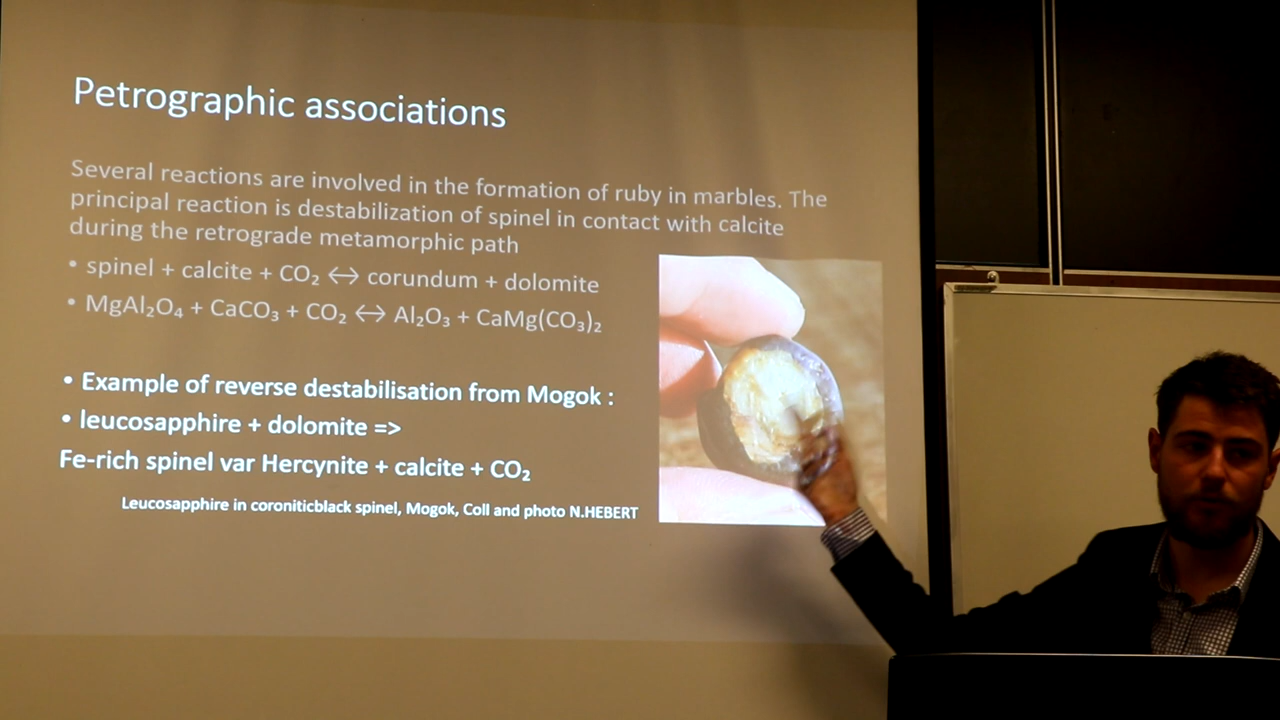 Petrographic associations
Several reactions are involved in the formation of ruby in marbles. The
principal reaction is destabilization of spinel in contact with calcite
during the retrograde metamorphic path
• spinel + calcite + CO₂ ↔ corundum + dolomite
• MgAl₂O₄ + CaCO₃ + CO₂ ↔ Al₂O₃ + CaMg(CO₃)₂
• Example of reverse destabilisation from Mogok :
• leucosapphire + dolomite =>
Fe-rich spinel var Hercynite + calcite + CO₂
Leucosapphire in coroniticblack spinel, Mogok, Coll and photo N.HEBERT